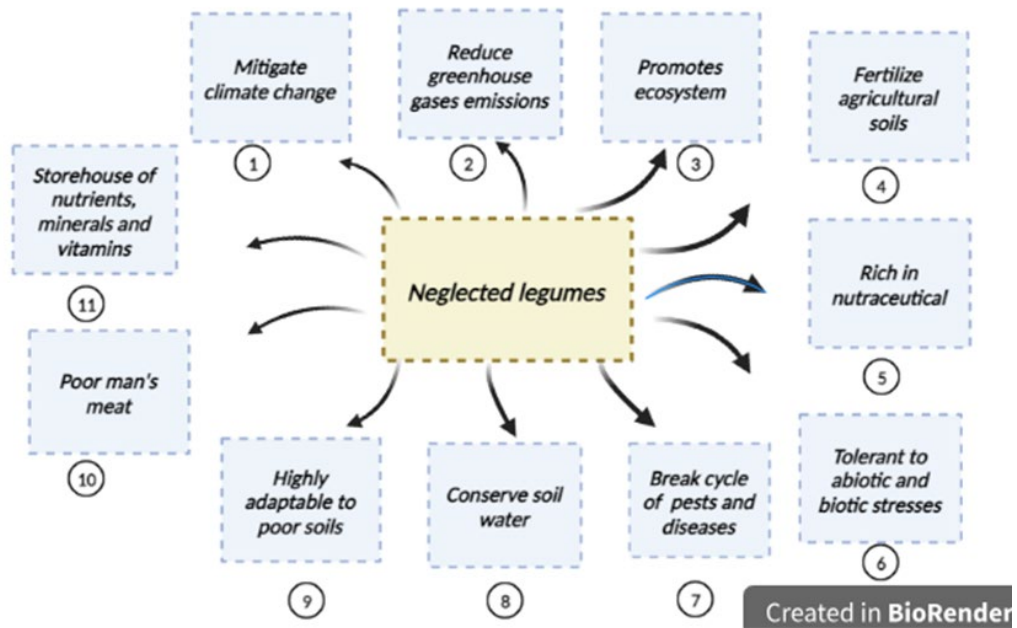 Mitigate
climate change
1
Reduce
greenhouse
gases emissions
2
Promotes
ecosystem
3
Fertilize
agricultural
soils
4
Storehouse of
nutrients,
minerals and
vitamins
11
Neglected legumes
Rich in
nutraceutical
5
Poor man's
meat
10
Highly
adaptable to
poor soils
9
Conserve soil
water
8
Break cycle
of pests and
diseases
7
Tolerant to
abiotic and
biotic stresses
6
Created in BioRender